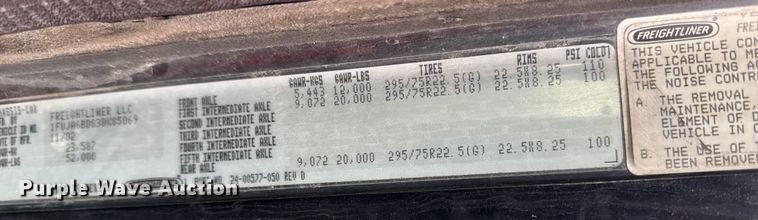 GAWR-KGS GAWR-LBS TIRES RIMS PSI (COLD)
FREIGHTLINER LLC
11/02
23,587
52,000
FRONT AXLE 5,443 12,000 295/75R22.5(G) 22.5X8.25 110
FIRST INTERMEDIATE AXLE 9,072 20,000 295/75R22.5(G) 22.5X8.25 100
SECOND INTERMEDIATE AXLE
THIRD INTERMEDIATE AXLE
FOURTH INTERMEDIATE AXLE
FIFTH INTERMEDIATE AXLE
REAR AXLE 9,072 20,000 295/75R22.5(G) 22.5X8.25 100
24-00577-050 REV D
FREIGHTLINER
THIS VEHICLE CON
APPLICABLE TO ME
THE FOLLOWING A
THE NOISE CONTR
A. THE REMOVAL
MAINTENANCE,
ELEMENT OF D
VEHICLE IN C
B. THE USE OF
BEEN REMOVE
Purple Wave Auction